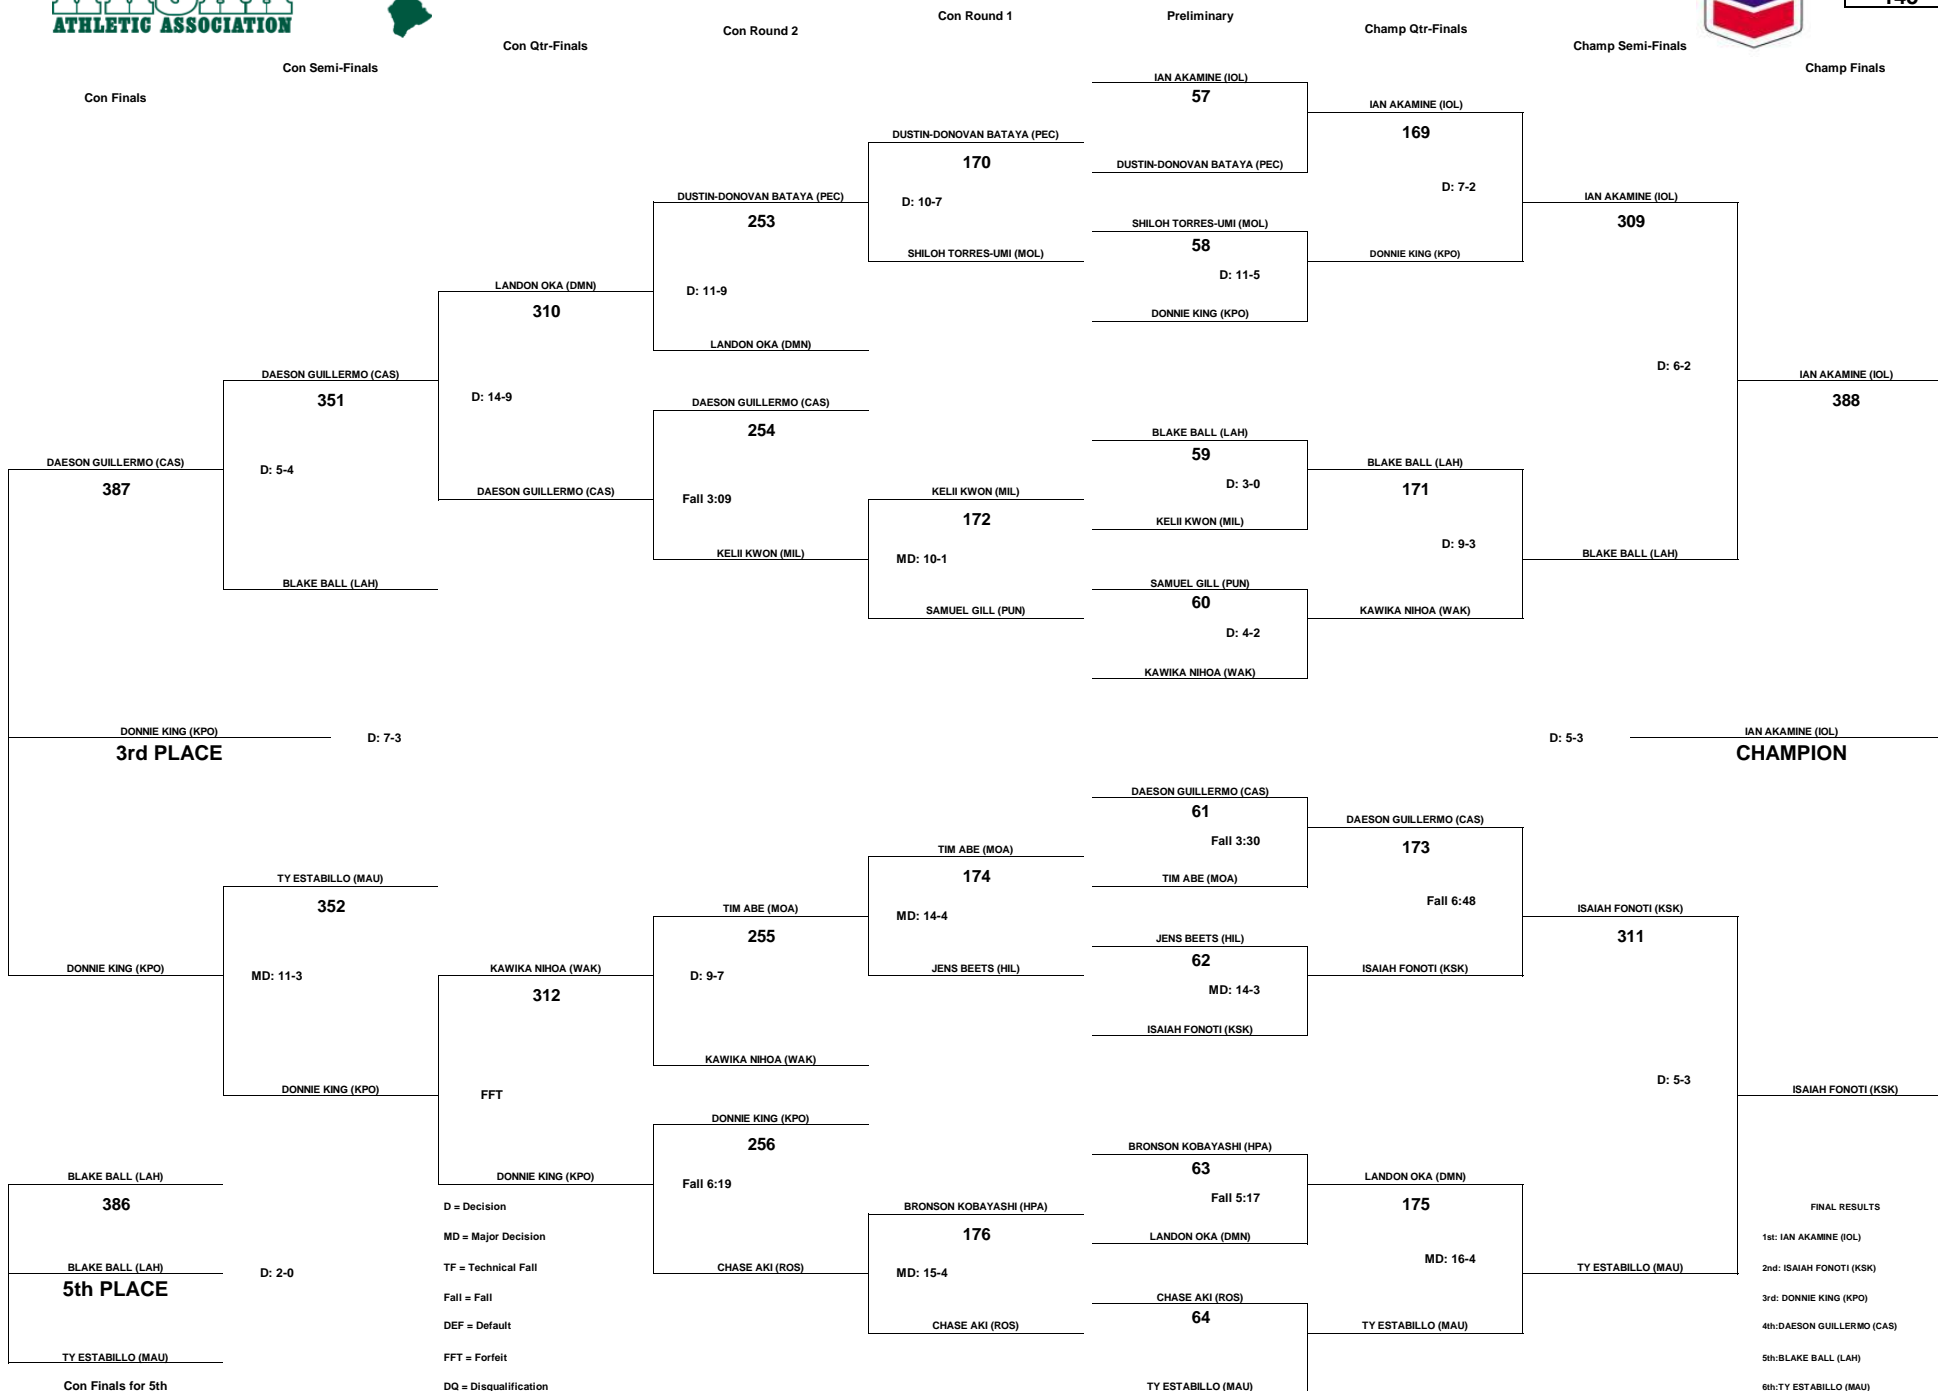 ATHLETIC ASSOCIATION
Con Round 1
Preliminary
Con Round 2
Champ Qtr-Finals
Con Qtr-Finals
Champ Semi-Finals
Con Semi-Finals
Champ Finals
Con Finals
IAN AKAMINE (IOL)
57
IAN AKAMINE (IOL)
169
DUSTIN-DONOVAN BATAYA (PEC)
170
DUSTIN-DONOVAN BATAYA (PEC)
D: 7-2
DUSTIN-DONOVAN BATAYA (PEC)
D: 10-7
IAN AKAMINE (IOL)
253
309
SHILOH TORRES-UMI (MOL)
58
SHILOH TORRES-UMI (MOL)
DONNIE KING (KPO)
D: 11-5
LANDON OKA (DMN)
D: 11-9
310
DONNIE KING (KPO)
LANDON OKA (DMN)
D: 6-2
DAESON GUILLERMO (CAS)
IAN AKAMINE (IOL)
351
D: 14-9
DAESON GUILLERMO (CAS)
388
254
BLAKE BALL (LAH)
59
DAESON GUILLERMO (CAS)
D: 5-4
BLAKE BALL (LAH)
387
D: 3-0
171
DAESON GUILLERMO (CAS)
Fall 3:09
KELII KWON (MIL)
172
KELII KWON (MIL)
D: 9-3
KELII KWON (MIL)
MD: 10-1
BLAKE BALL (LAH)
BLAKE BALL (LAH)
SAMUEL GILL (PUN)
60
SAMUEL GILL (PUN)
KAWIKA NIHOA (WAK)
D: 4-2
KAWIKA NIHOA (WAK)
DONNIE KING (KPO)
D: 7-3
D: 5-3
IAN AKAMINE (IOL)
3rd PLACE
CHAMPION
DAESON GUILLERMO (CAS)
61
DAESON GUILLERMO (CAS)
Fall 3:30
TIM ABE (MOA)
173
174
TY ESTABILLO (MAU)
TIM ABE (MOA)
352
Fall 6:48
TIM ABE (MOA)
MD: 14-4
ISAIAH FONOTI (KSK)
255
JENS BEETS (HIL)
311
62
DONNIE KING (KPO)
MD: 11-3
KAWIKA NIHOA (WAK)
D: 9-7
JENS BEETS (HIL)
ISAIAH FONOTI (KSK)
312
MD: 14-3
ISAIAH FONOTI (KSK)
KAWIKA NIHOA (WAK)
D: 5-3
DONNIE KING (KPO)
FFT
ISAIAH FONOTI (KSK)
DONNIE KING (KPO)
256
BRONSON KOBAYASHI (HPA)
63
BLAKE BALL (LAH)
DONNIE KING (KPO)
Fall 6:19
LANDON OKA (DMN)
386
D = Decision
BRONSON KOBAYASHI (HPA)
Fall 5:17
175
FINAL RESULTS
176
MD = Major Decision
LANDON OKA (DMN)
1st: IAN AKAMINE (IOL)
BLAKE BALL (LAH)
D: 2-0
TF = Technical Fall
CHASE AKI (ROS)
MD: 15-4
MD: 16-4
TY ESTABILLO (MAU)
2nd: ISAIAH FONOTI (KSK)
5th PLACE
Fall = Fall
CHASE AKI (ROS)
3rd: DONNIE KING (KPO)
64
DEF = Default
CHASE AKI (ROS)
TY ESTABILLO (MAU)
4th:DAESON GUILLERMO (CAS)
TY ESTABILLO (MAU)
FFT = Forfeit
5th:BLAKE BALL (LAH)
Con Finals for 5th
DQ = Disqualification
TY ESTABILLO (MAU)
6th:TY ESTABILLO (MAU)